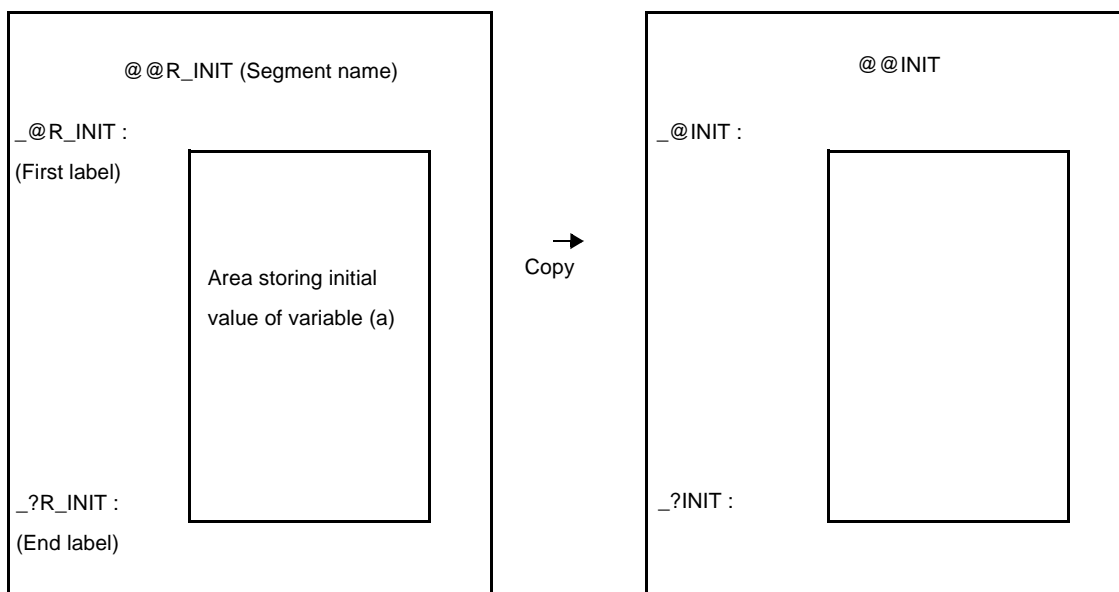 @@R_INIT (Segment name)
_@R_INIT :
(First label)
Area storing initial
value of variable (a)
_?R_INIT :
(End label)
Copy
@@INIT
_@INIT :
_?INIT :